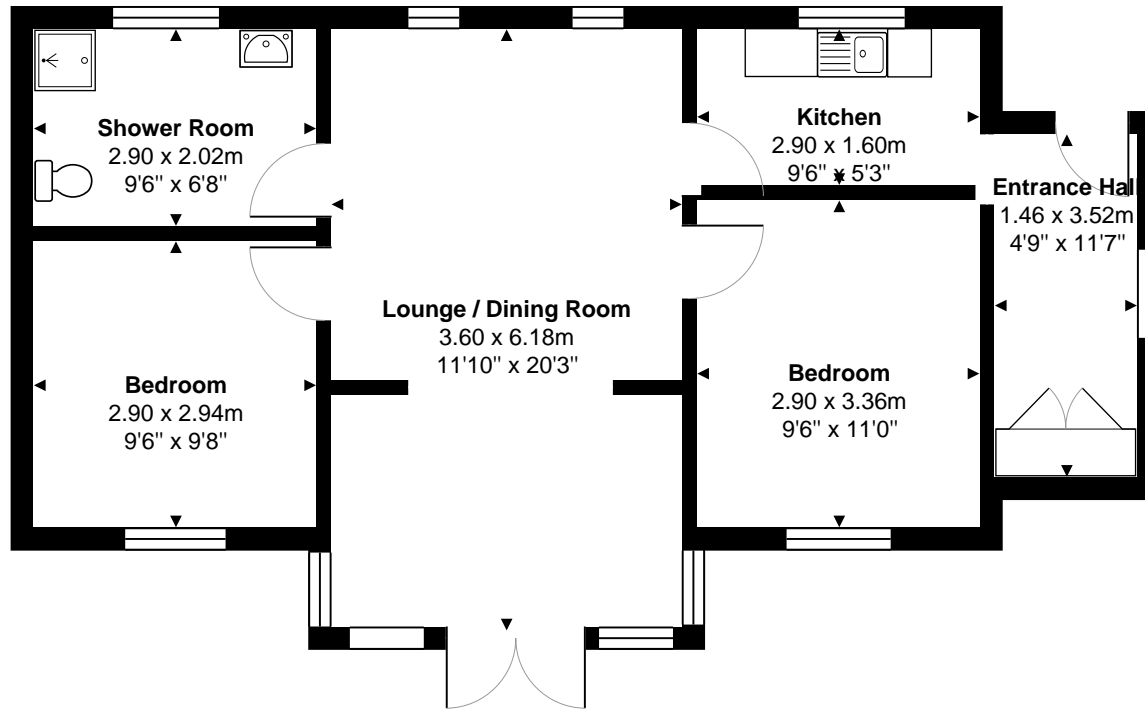 Shower Room
2.90 x 2.02m
9'6" x 6'8"
Kitchen
2.90 x 1.60m
9'6" x 5'3"
Entrance Hall
1.46 x 3.52m
4'9" x 11'7"
Lounge / Dining Room
3.60 x 6.18m
11'10" x 20'3"
Bedroom
2.90 x 2.94m
9'6" x 9'8"
Bedroom
2.90 x 3.36m
9'6" x 11'0"